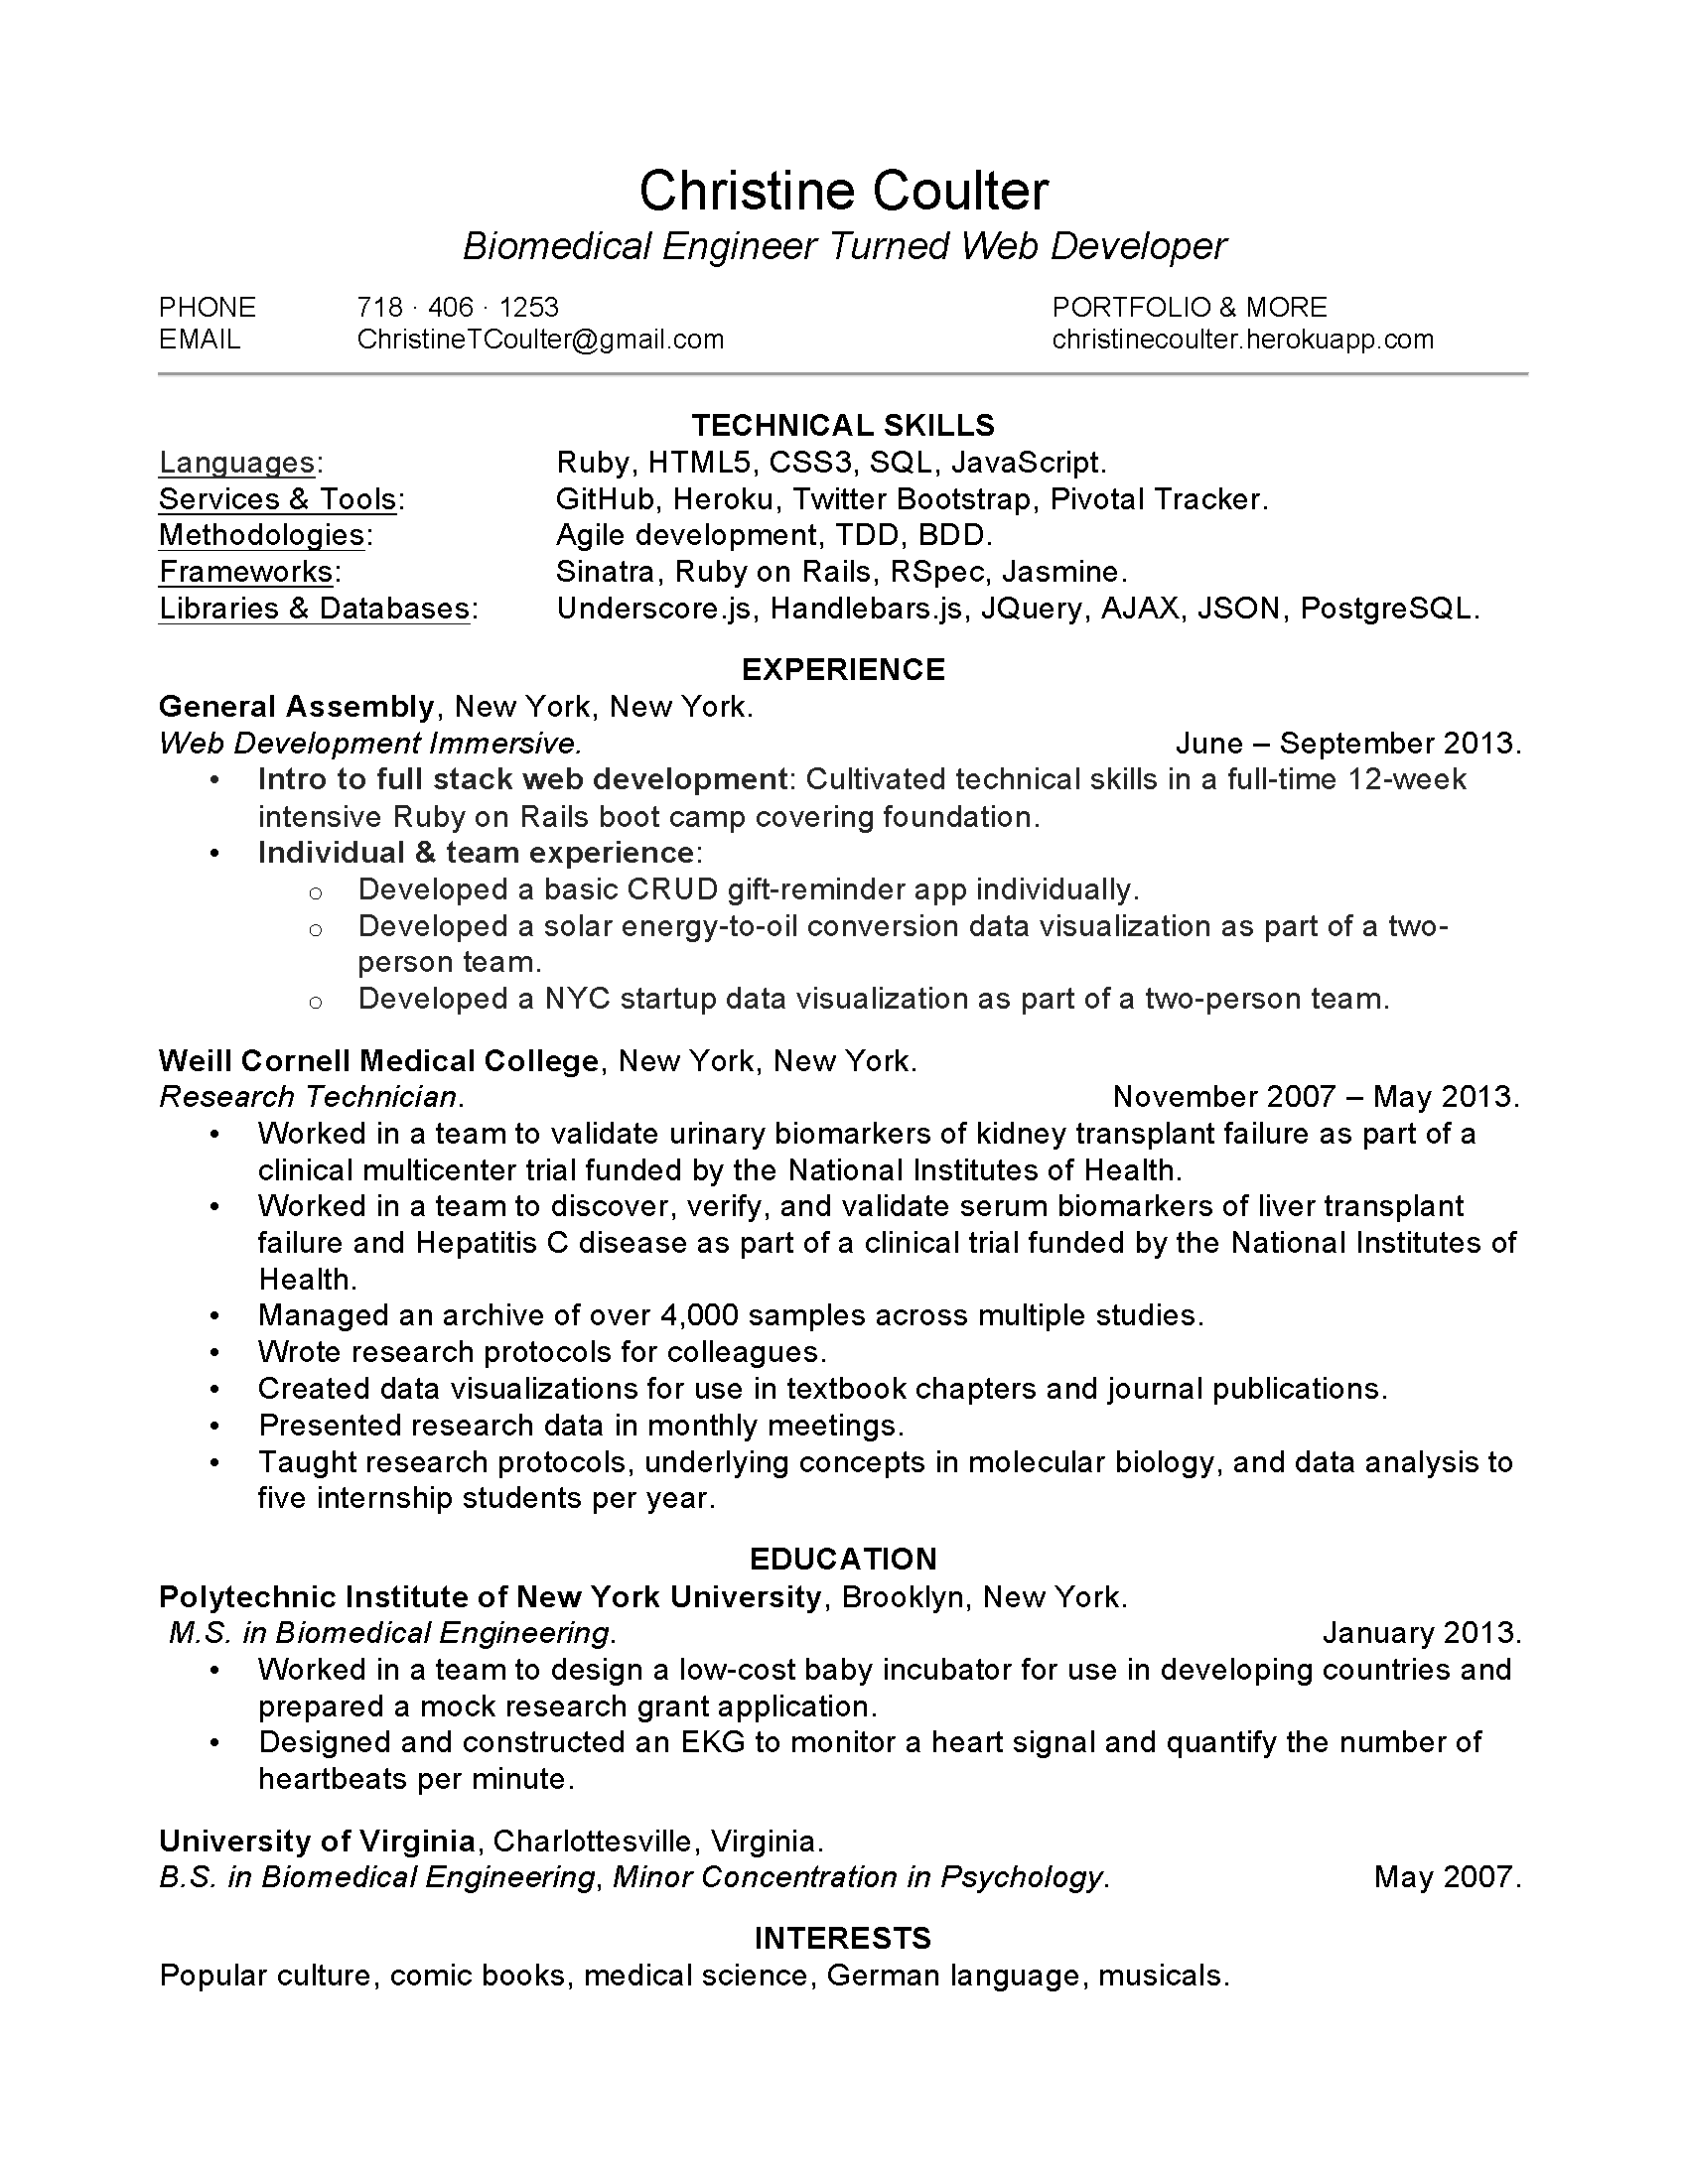 Christine Coulter
Biomedical Engineer Turned Web Developer
PHONE 718 · 406 · 1253 PORTFOLIO & MORE
EMAIL ChristineTCoulter@gmail.com christinecoulter.herokuapp.com
TECHNICAL SKILLS
Languages: Ruby, HTML5, CSS3, SQL, JavaScript.
Services & Tools: GitHub, Heroku, Twitter Bootstrap, Pivotal Tracker.
Methodologies: Agile development, TDD, BDD.
Frameworks: Sinatra, Ruby on Rails, RSpec, Jasmine.
Libraries & Databases: Underscore.js, Handlebars.js, JQuery, AJAX, JSON, PostgreSQL.
EXPERIENCE
General Assembly, New York, New York.
Web Development Immersive. June – September 2013.
• Intro to full stack web development: Cultivated technical skills in a full-time 12-week
intensive Ruby on Rails boot camp covering foundation.
• Individual & team experience:
o Developed a basic CRUD gift-reminder app individually.
o Developed a solar energy-to-oil conversion data visualization as part of a two-
person team.
o Developed a NYC startup data visualization as part of a two-person team.
Weill Cornell Medical College, New York, New York.
Research Technician. November 2007 – May 2013.
• Worked in a team to validate urinary biomarkers of kidney transplant failure as part of a
clinical multicenter trial funded by the National Institutes of Health.
• Worked in a team to discover, verify, and validate serum biomarkers of liver transplant
failure and Hepatitis C disease as part of a clinical trial funded by the National Institutes of
Health.
• Managed an archive of over 4,000 samples across multiple studies.
• Wrote research protocols for colleagues.
• Created data visualizations for use in textbook chapters and journal publications.
• Presented research data in monthly meetings.
• Taught research protocols, underlying concepts in molecular biology, and data analysis to
five internship students per year.
EDUCATION
Polytechnic Institute of New York University, Brooklyn, New York.
M.S. in Biomedical Engineering. January 2013.
• Worked in a team to design a low-cost baby incubator for use in developing countries and
prepared a mock research grant application.
• Designed and constructed an EKG to monitor a heart signal and quantify the number of
heartbeats per minute.
University of Virginia, Charlottesville, Virginia.
B.S. in Biomedical Engineering, Minor Concentration in Psychology. May 2007.
INTERESTS
Popular culture, comic books, medical science, German language, musicals.